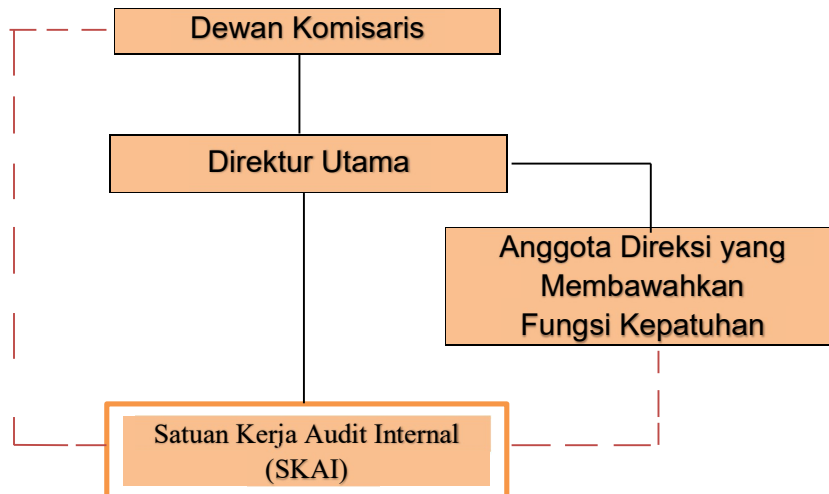 Dewan Komisaris
Direktur Utama
Anggota Direksi yang
Membawahkan
Fungsi Kepatuhan
Satuan Kerja Audit Internal
(SKAI)